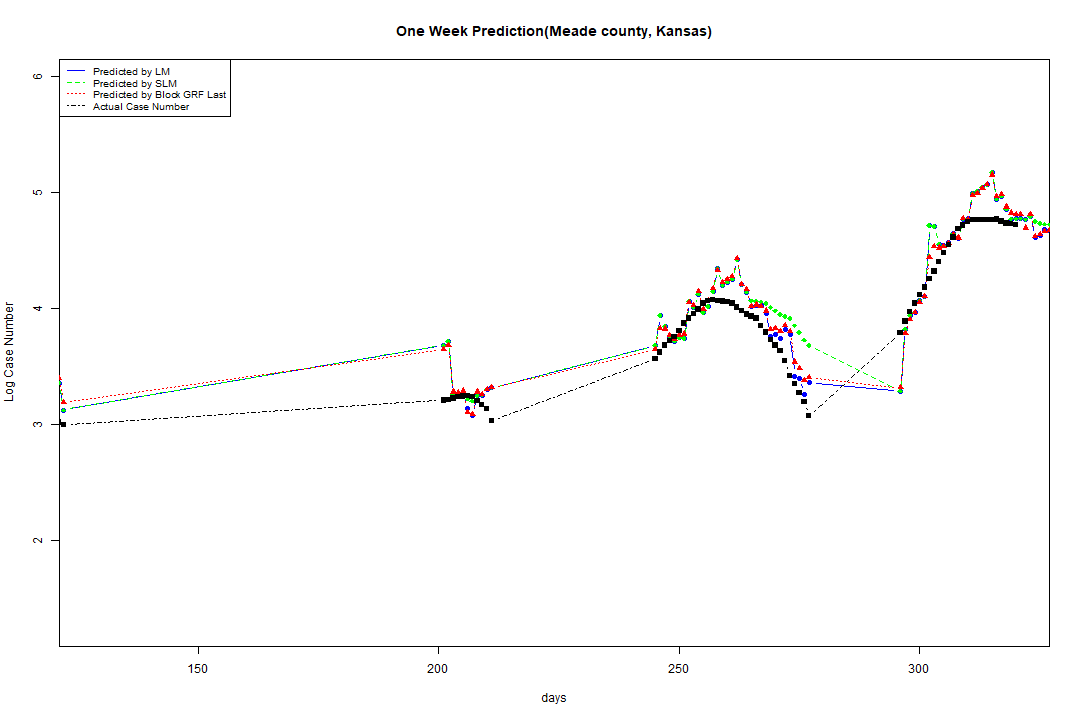 One Week Prediction(Meade county, Kansas)
Predicted by LM
Predicted by SLM
Predicted by Block GRF Last
Actual Case Number
6
5
4
3
2
Log Case Number
150 200 250 300
days